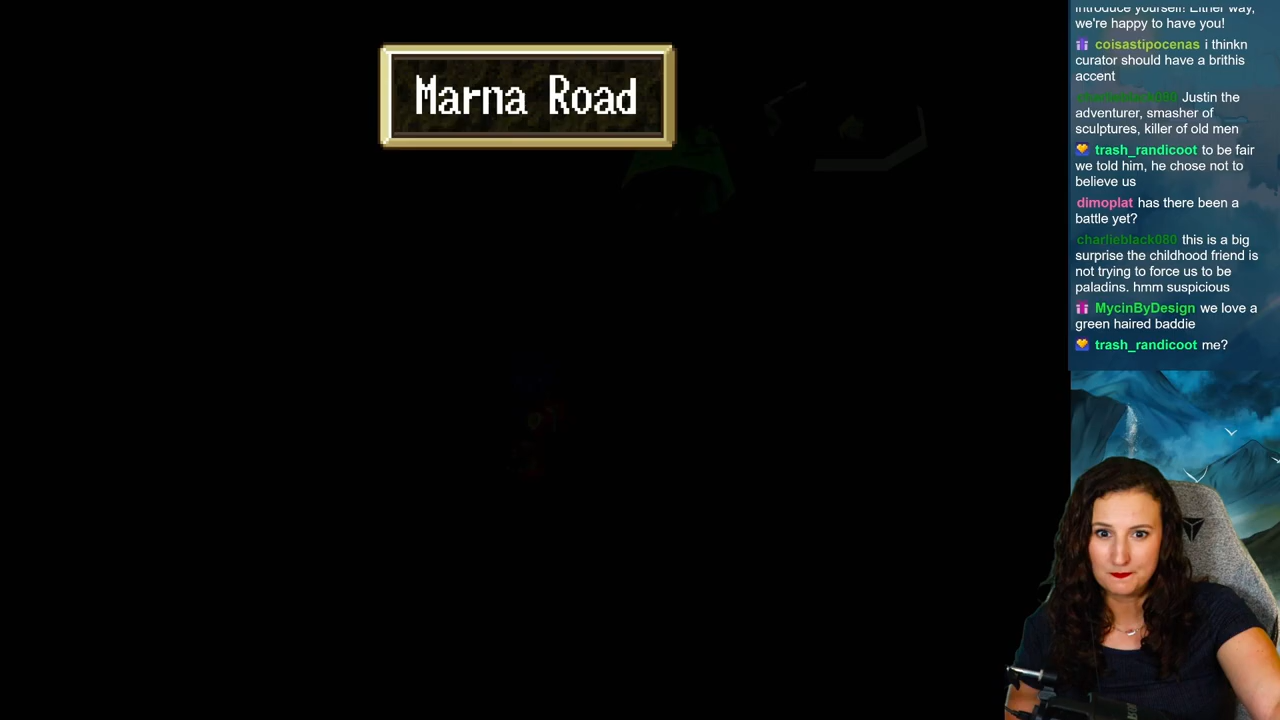 Marna Road
introduce yourself! Either way,
we're happy to have you!
coisastipocenas i thinkn
curator should have a brithis
accent
charlieblack080 Justin the
adventurer, smasher of
sculptures, killer of old men
trash_randicoot to be fair
we told him, he chose not to
believe us
dimoplat has there been a
battle yet?
charlieblack080 this is a big
surprise the childhood friend is
not trying to force us to be
paladins. hmm suspicious
MycinByDesign we love a
green haired baddie
trash_randicoot me?